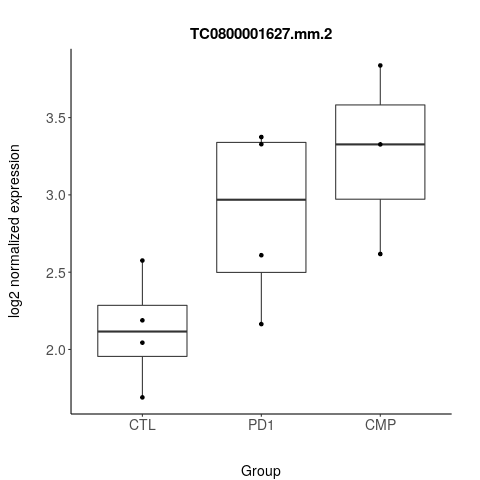 TC0800001627.mm.2
log2 normalized expression
3.5
3.0
2.5
2.0
CTL PD1 CMP
Group